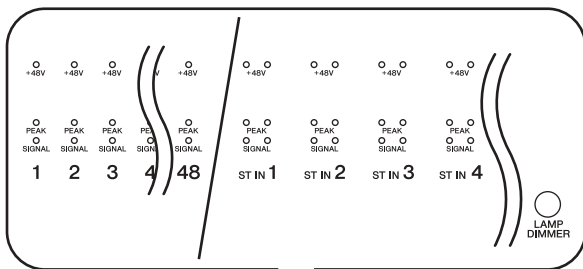 +48V +48V +48V V +48V +48V +48V +48V +48V
PEAK PEAK PEAK PEA PEAK PEAK PEAK PEAK PEAK
SIGNAL SIGNAL SIGNAL SIGN SIGNAL SIGNAL SIGNAL SIGNAL SIGNAL
1 2 3 4 48 ST IN 1 ST IN 2 ST IN 3 ST IN 4
LAMP
DIMMER